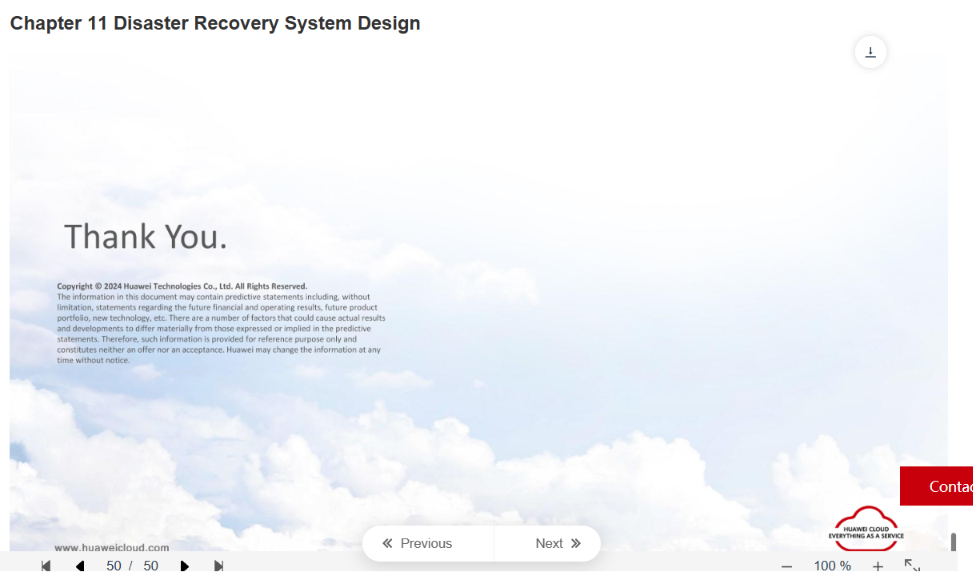 Chapter 11 Disaster Recovery System Design
Thank You.
Copyright © 2024 Huawei Technologies Co., Ltd. All Rights Reserved.
The information in this document may contain predictive statements including, without
limitation, statements regarding the future financial and operating results, future product
portfolio, new technology, etc. There are a number of factors that could cause actual results
and developments to differ materially from those expressed or implied in the predictive
statements. Therefore, such information is provided for reference purpose only and
constitutes neither an offer nor an acceptance. Huawei may change the information at any
time without notice.
Contac
HUAWEI CLOUD
EVERYTHING AS A SERVICE
www.huaweicloud.com
Previous
Next
50 / 50
100 %